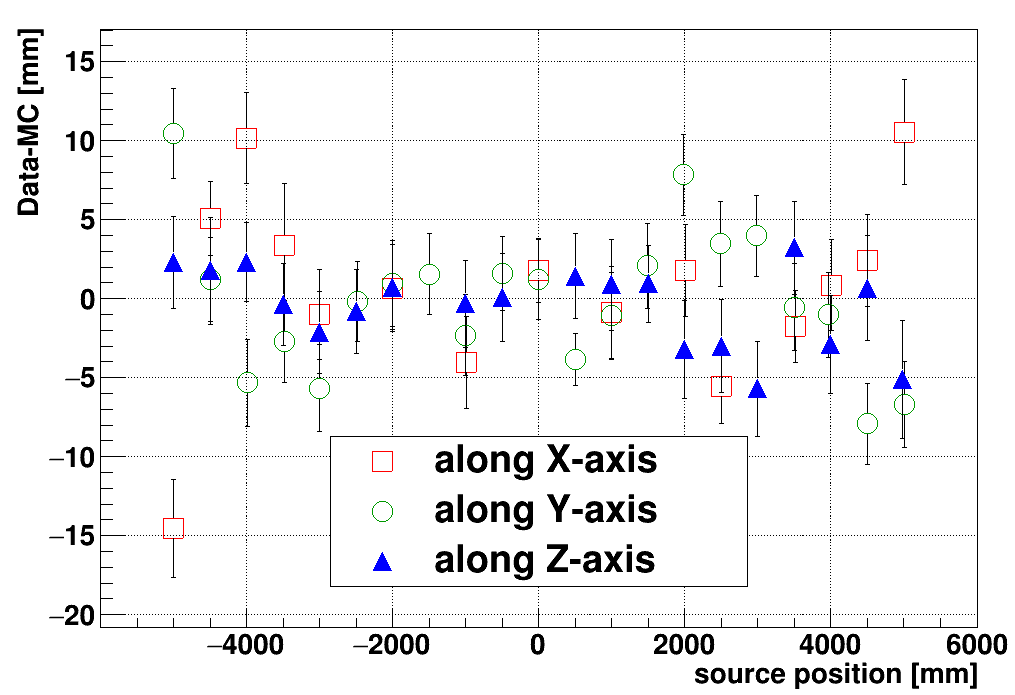 Data-MC [mm]
15
10
5
0
−5
−10
−15
−20
along X-axis
along Y-axis
along Z-axis
−4000 −2000 0 2000 4000 6000
source position [mm]